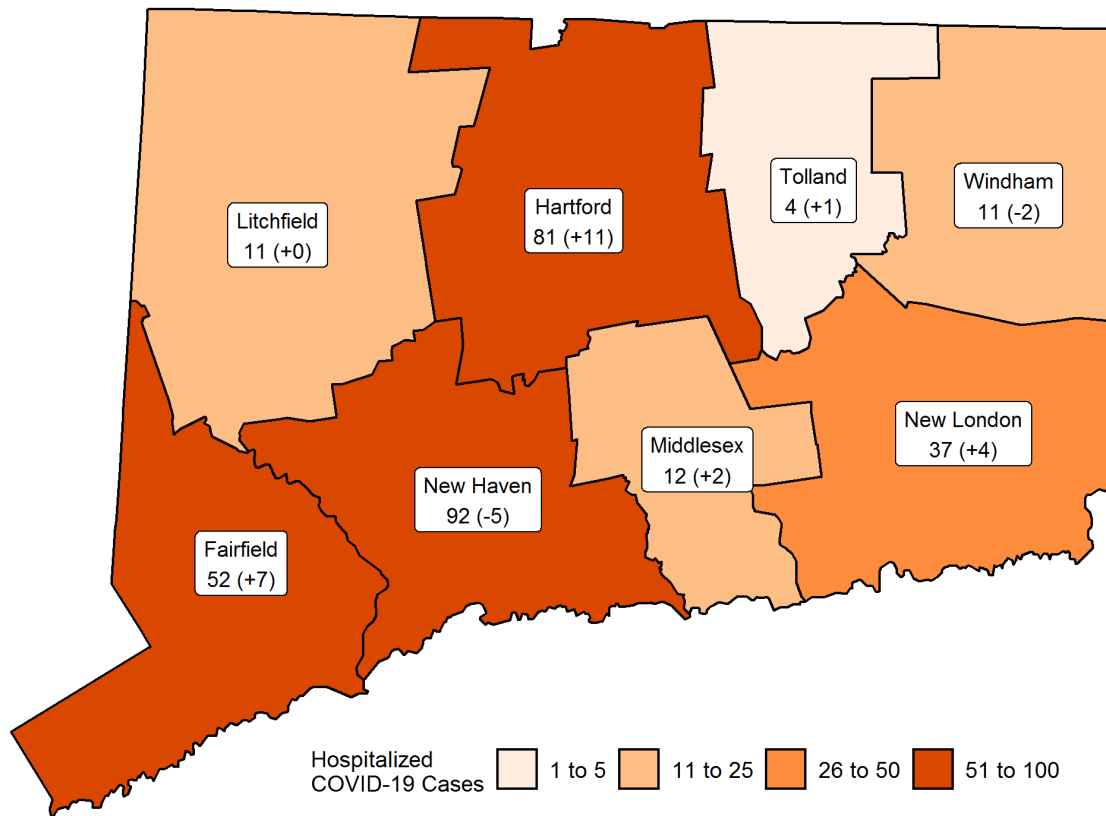 Litchfield
11 (+0)
Hartford
81 (+11)
Tolland
4 (+1)
Windham
11 (-2)
Fairfield
52 (+7)
New Haven
92 (-5)
Middlesex
12 (+2)
New London
37 (+4)
Hospitalized
COVID-19 Cases
1 to 5
11 to 25
26 to 50
51 to 100